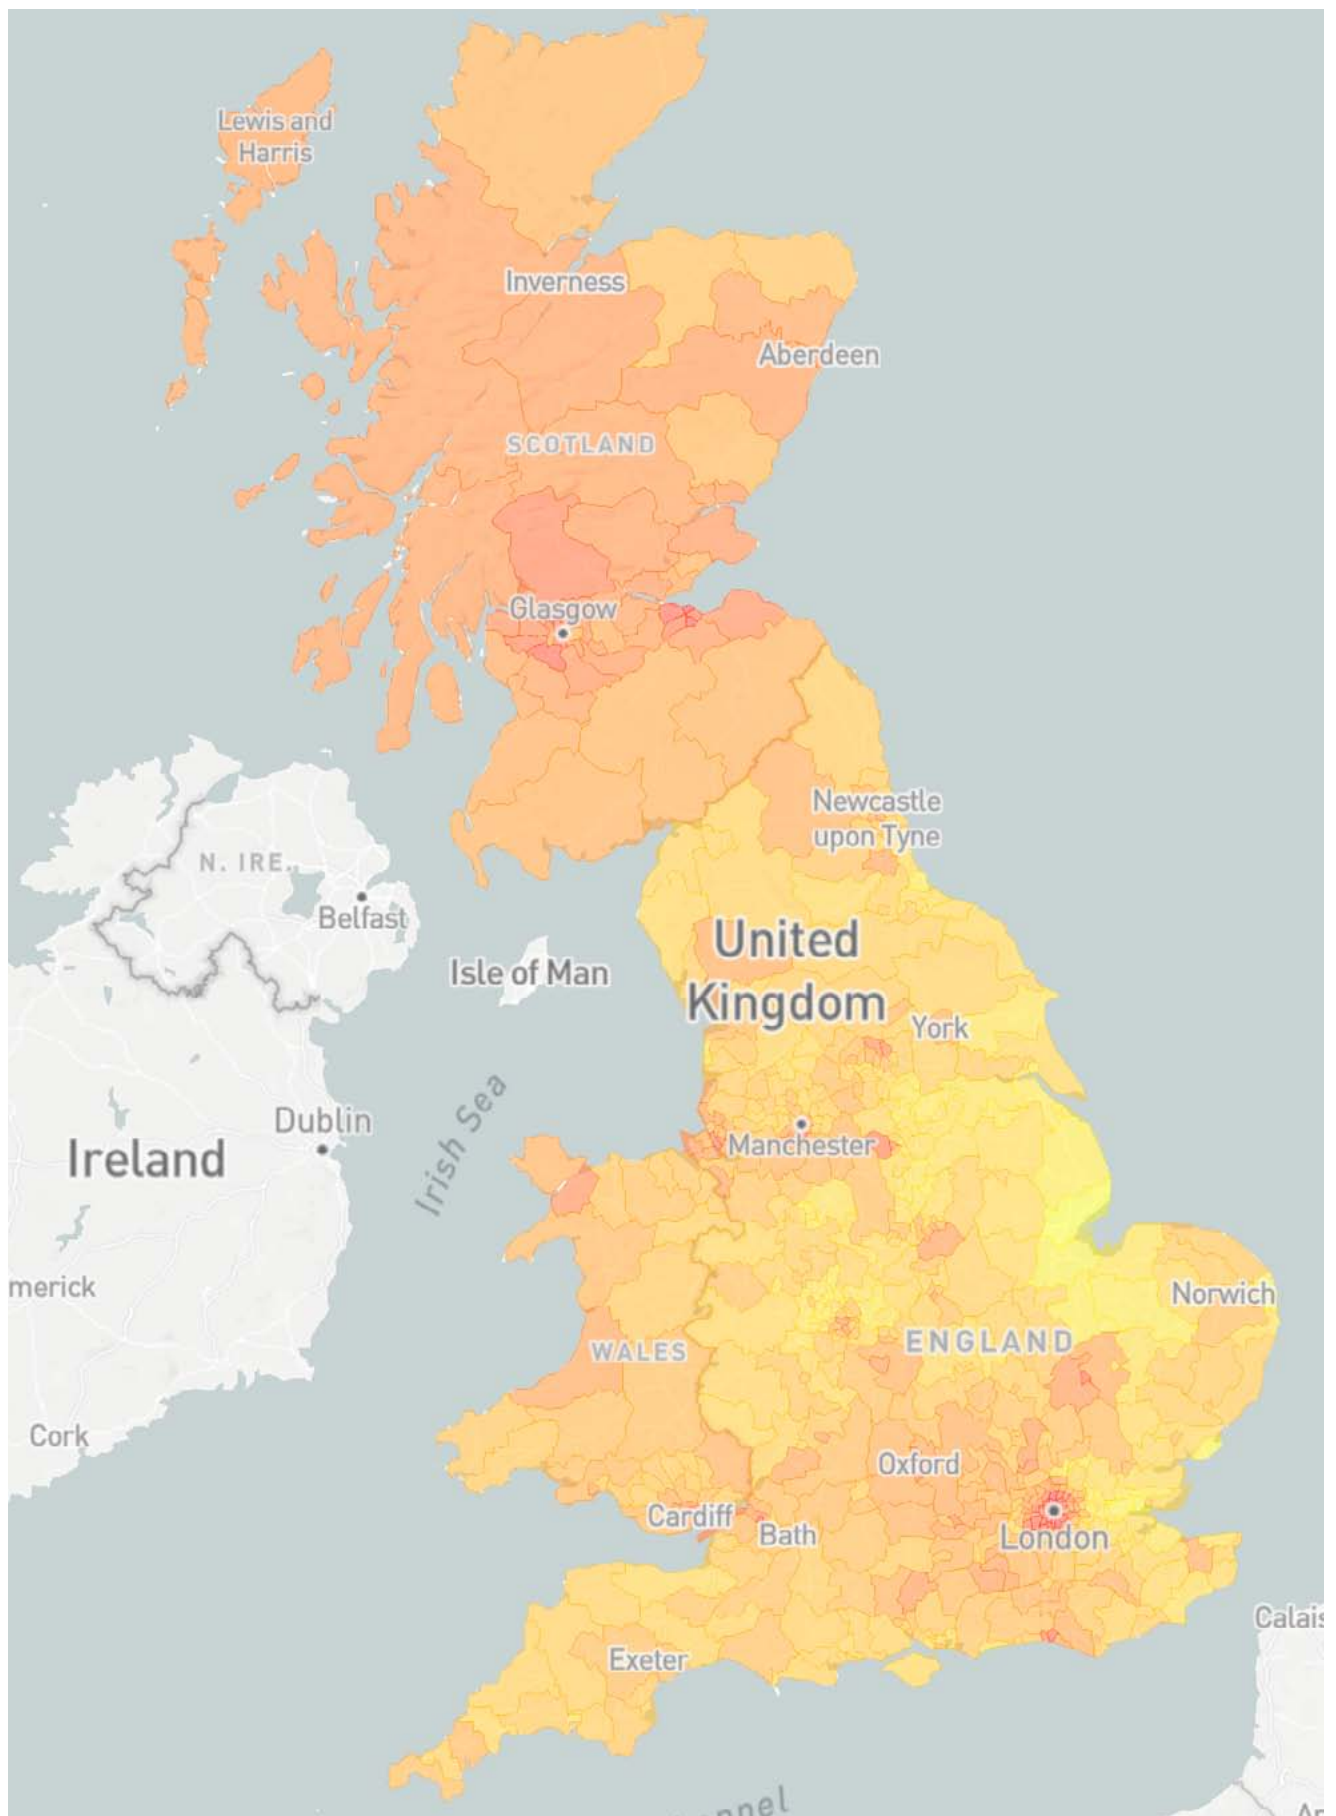 Lewis and
Harris
Inverness
Aberdeen
SCOTLAND
Glasgow
Newcastle
upon Tyne
N. IRE.
Belfast
United
Kingdom
Isle of Man
York
Irish Sea
Dublin
Ireland
Manchester
merick
Norwich
WALES
ENGLAND
Cork
Oxford
Cardiff
Bath
London
Calais
Exeter
nnel